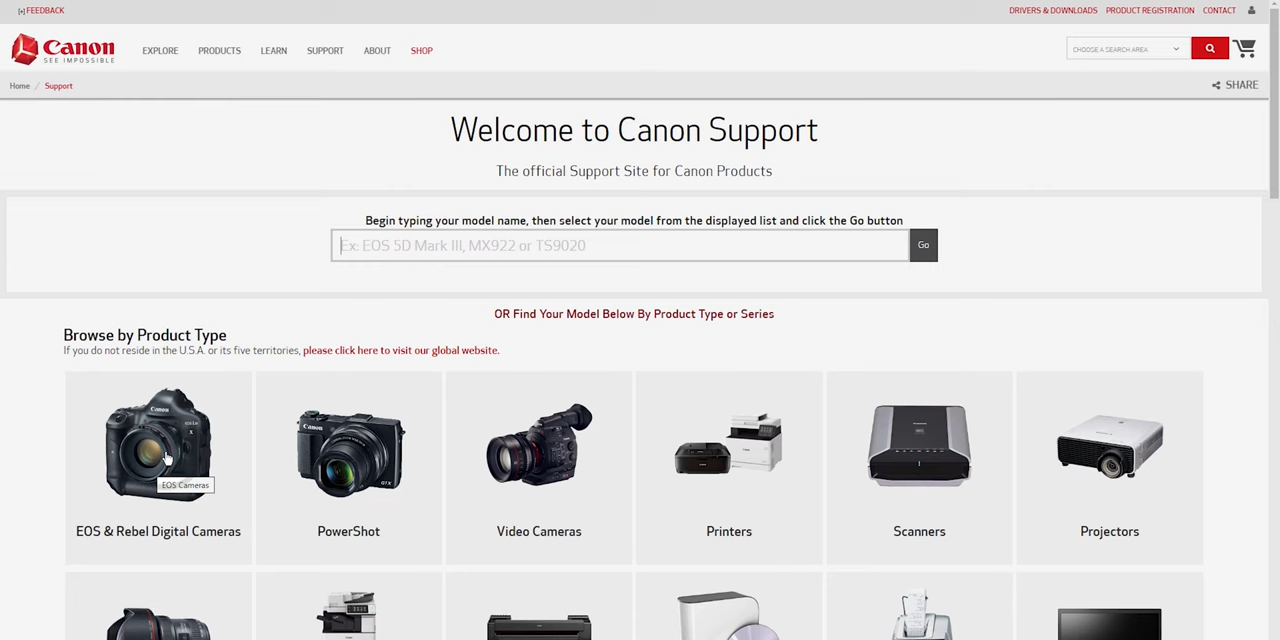 [+] FEEDBACK
DRIVERS & DOWNLOADS PRODUCT REGISTRATION CONTACT
Canon
SEE IMPOSSIBLE
EXPLORE PRODUCTS LEARN SUPPORT ABOUT SHOP
CHOOSE A SEARCH AREA
Home / Support
SHARE
Welcome to Canon Support
The official Support Site for Canon Products
Begin typing your model name, then select your model from the displayed list and click the Go button
Ex: EOS 5D Mark III, MX922 or TS9020
Go
OR Find Your Model Below By Product Type or Series
Browse by Product Type
If you do not reside in the U.S.A. or its five territories, please click here to visit our global website.
Canon
Canon
G1X
EOS Cameras
EOS & Rebel Digital Cameras
PowerShot
Video Cameras
Printers
Scanners
Projectors